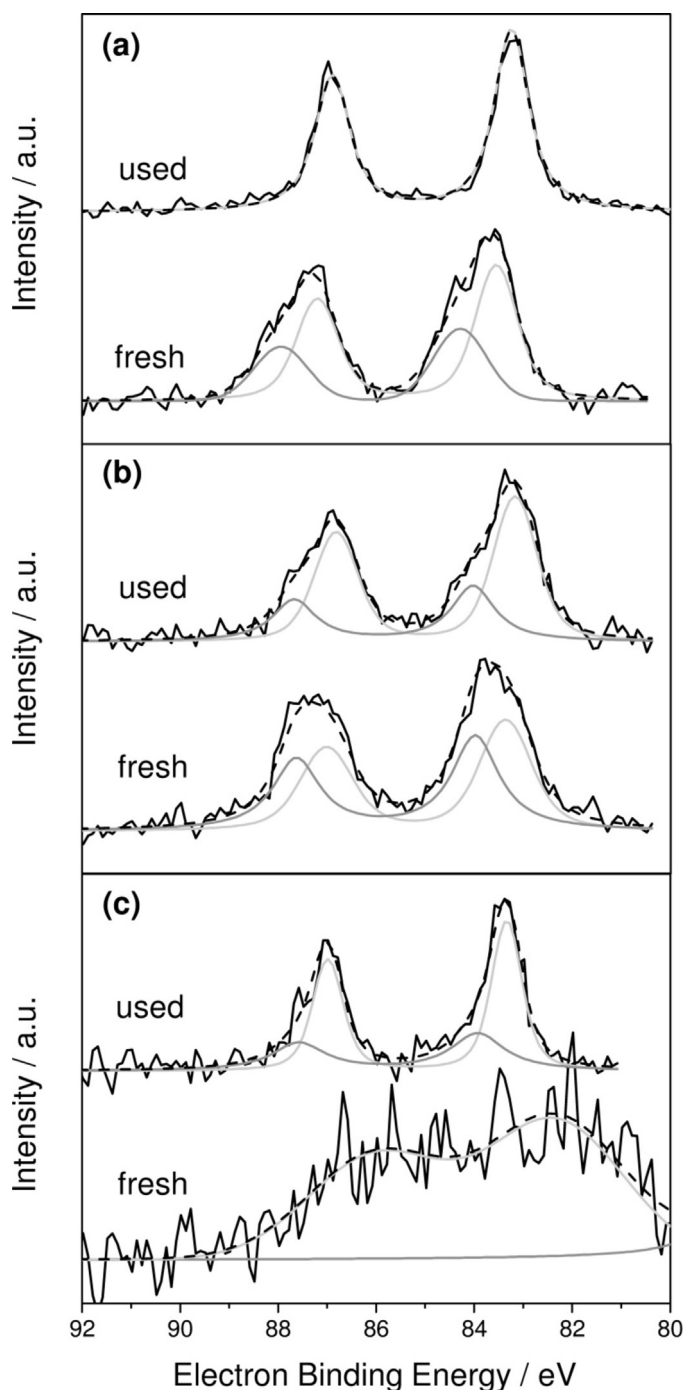 (a)
used
fresh
Intensity / a.u.
(b)
used
fresh
Intensity / a.u.
(c)
used
fresh
Intensity / a.u.
92 90 88 86 84 82 80
Electron Binding Energy / eV